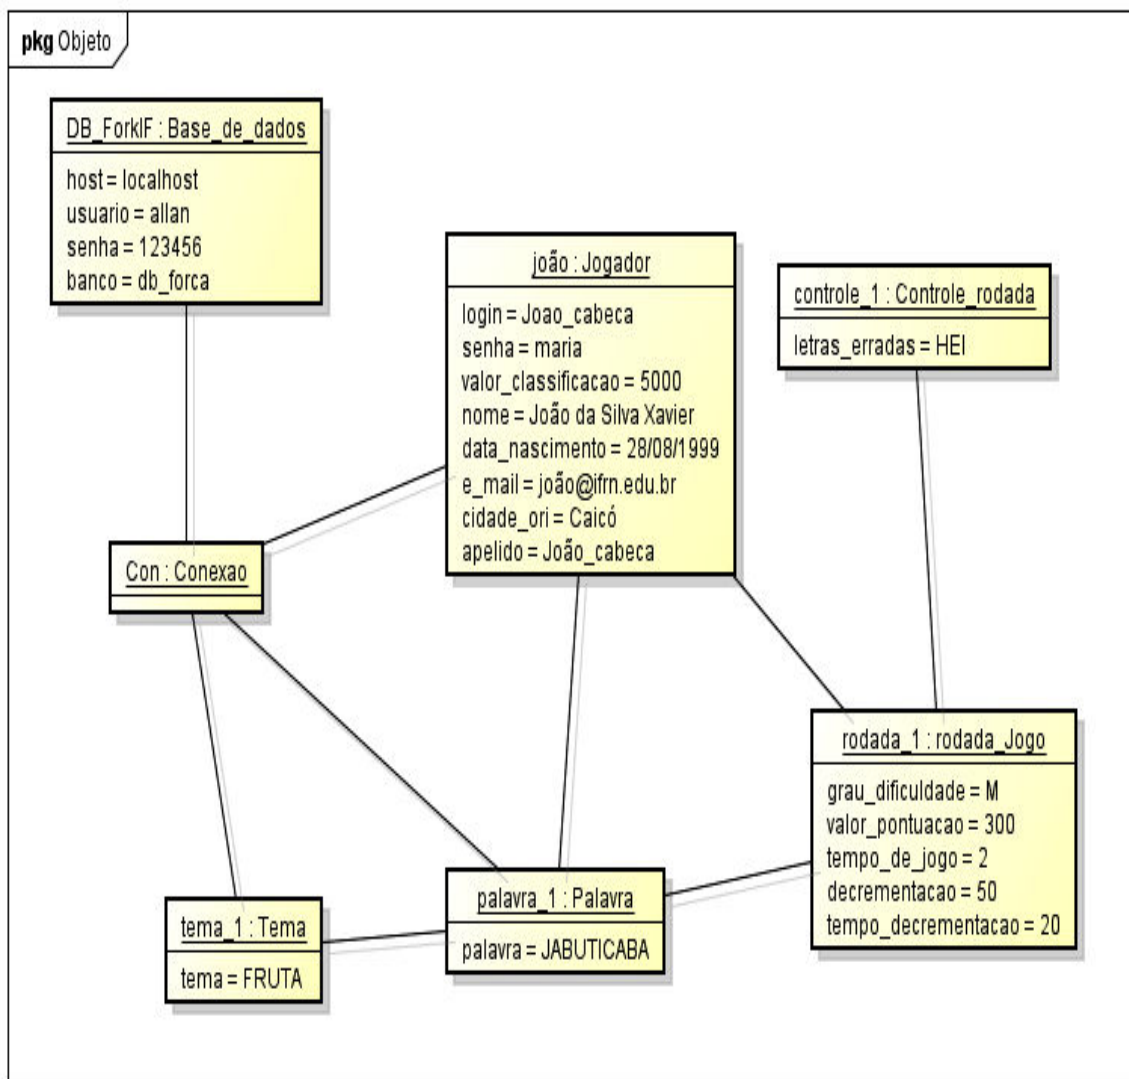 pkg Objeto
DB_ForkIF : Base_de_dados
host = localhost
usuario = allan
senha = 123456
banco = db_forca
joão : Jogador
login = Joao_cabeca
senha = maria
valor_classificacao = 5000
nome = João da Silva Xavier
data_nascimento = 28/08/1999
e_mail = joão@ifrn.edu.br
cidade_ori = Caicó
apelido = João_cabeca
controle_1 : Controle_rodada
letras_erradas = HEI
Con : Conexao
rodada_1 : rodada_Jogo
grau_dificuldade = M
valor_pontuacao = 300
tempo_de_jogo = 2
decrementacao = 50
tempo_decrementacao = 20
tema_1 : Tema
tema = FRUTA
palavra_1 : Palavra
palavra = JABUTICABA